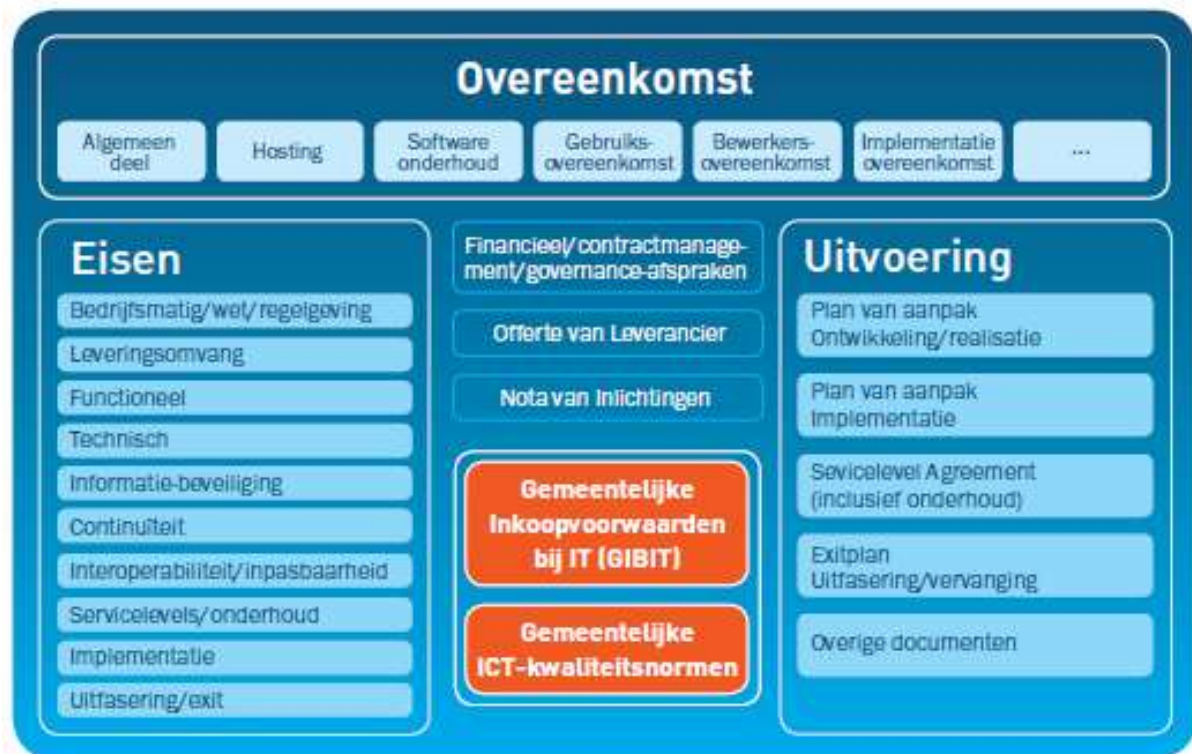 Overeenkomst
Algemeen
deel
Hosting
Software
onderhoud
Gebruiks-
overeenkomst
Bewerkers-
overeenkomst
Implementatie
overeenkomst
...
Eisen
Bedrijfsmatig/wet/regelgeving
Leveringsomvang
Functioneel
Technisch
Informatie-beveiliging
Continuïteit
Interoperabiliteit/inpasbaarheid
Servicelevels/onderhoud
Implementatie
Uitfasering/exit
Financieel/contractmanage-
ment/governance-afspraken
Offerte van Leverancier
Nota van Inlichtingen
Gemeentelijke
Inkoopvoorwaarden
bij IT (GIBIT)
Gemeentelijke
ICT-kwaliteitsnormen
Uitvoering
Plan van aanpak
Ontwikkeling/realisatie
Plan van aanpak
Implementatie
Sevicelevel Agreement
(inclusief onderhoud)
Exitplan
Uitfasering/vervanging
Overige documenten